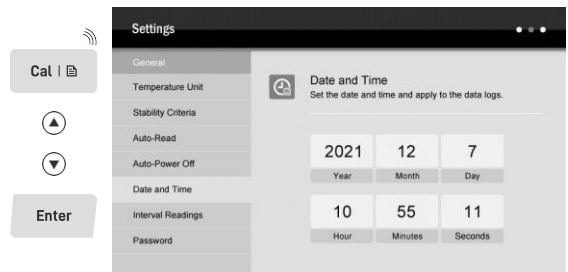 Settings
Cal
Enter
General
Temperature Unit
Stability Criteria
Auto-Read
Auto-Power Off
Date and Time
Interval Readings
Password
Date and Time
Set the date and time and apply to the data logs.
2021 12 7
Year Month Day
10 55 11
Hour Minutes Seconds